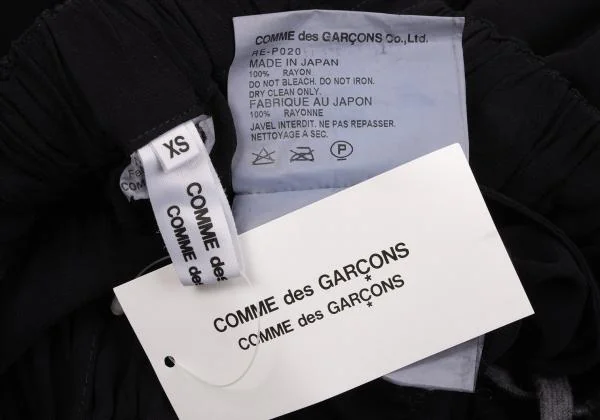 COMME des GARÇONS Co.,Ltd.
RE-P020
MADE IN JAPAN
100% RAYON
DO NOT BLEACH. DO NOT IRON.
DRY CLEAN ONLY.
FABRIQUE AU JAPON
100% RAYONNE
JAVEL INTERDIT. NE PAS REPASSER.
NETTOYAGE A SEC.
P
XS
COMME des
COMME des
COMME des GARÇONS
COMME des GARÇONS